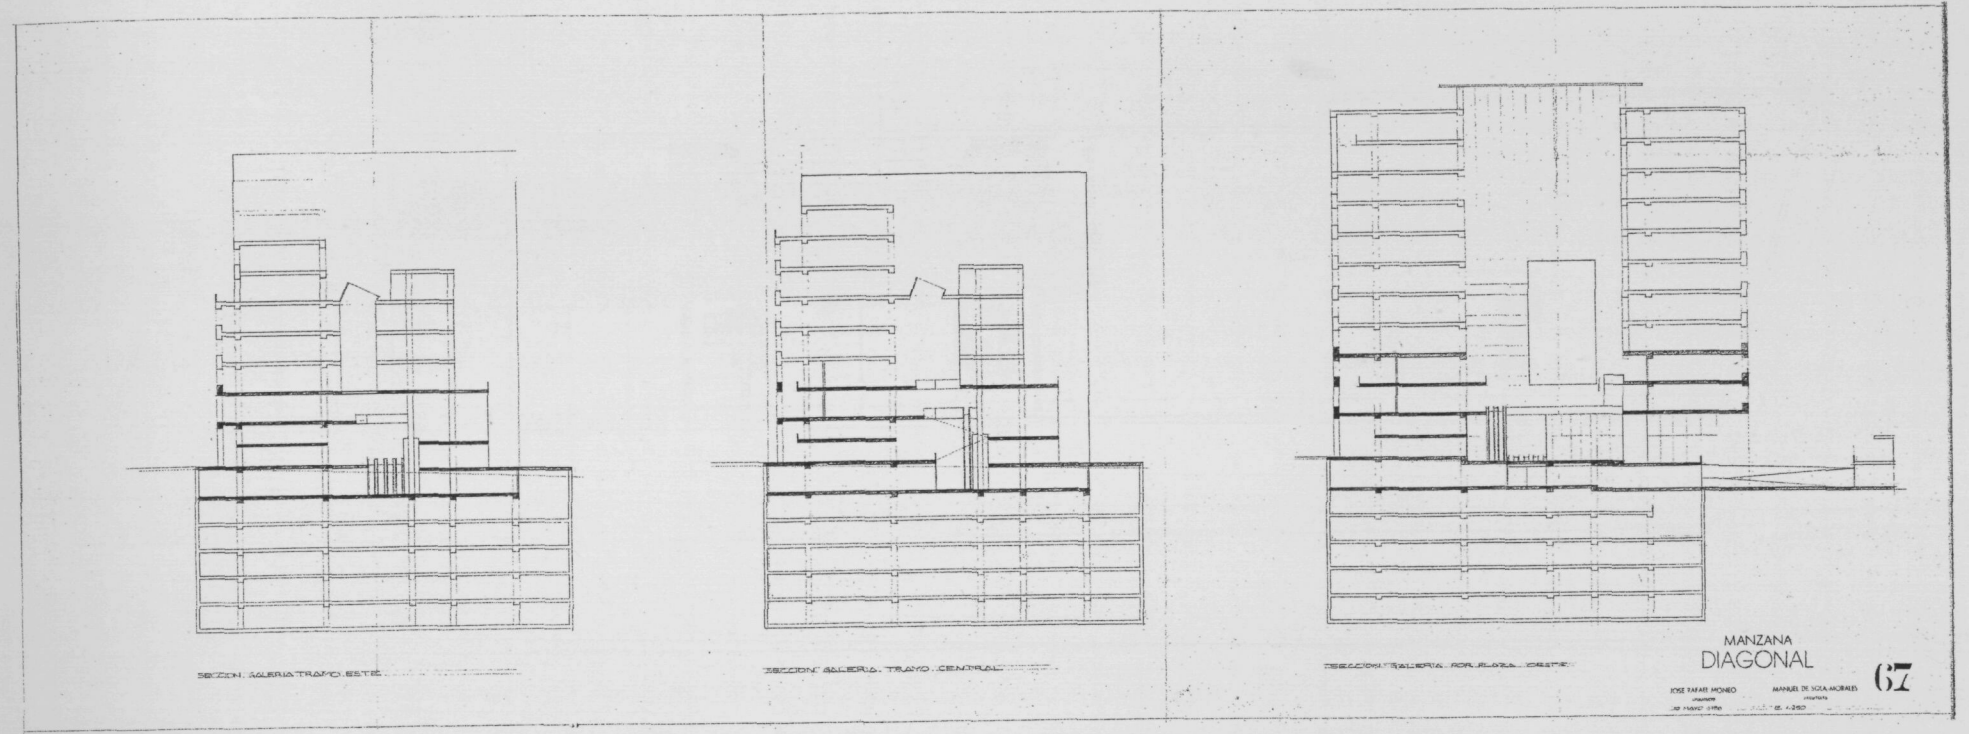 SECCION. GALERIA TRAMO. ESTE
SECCION. GALERIA. TRAMO. CENTRAL
SECCION. GALERIA. POR PLAZA. OESTE
MANZANA
DIAGONAL
67
JOSE RAFAEL MONEO
MANUEL DE SOLA-MORALES
MAYO